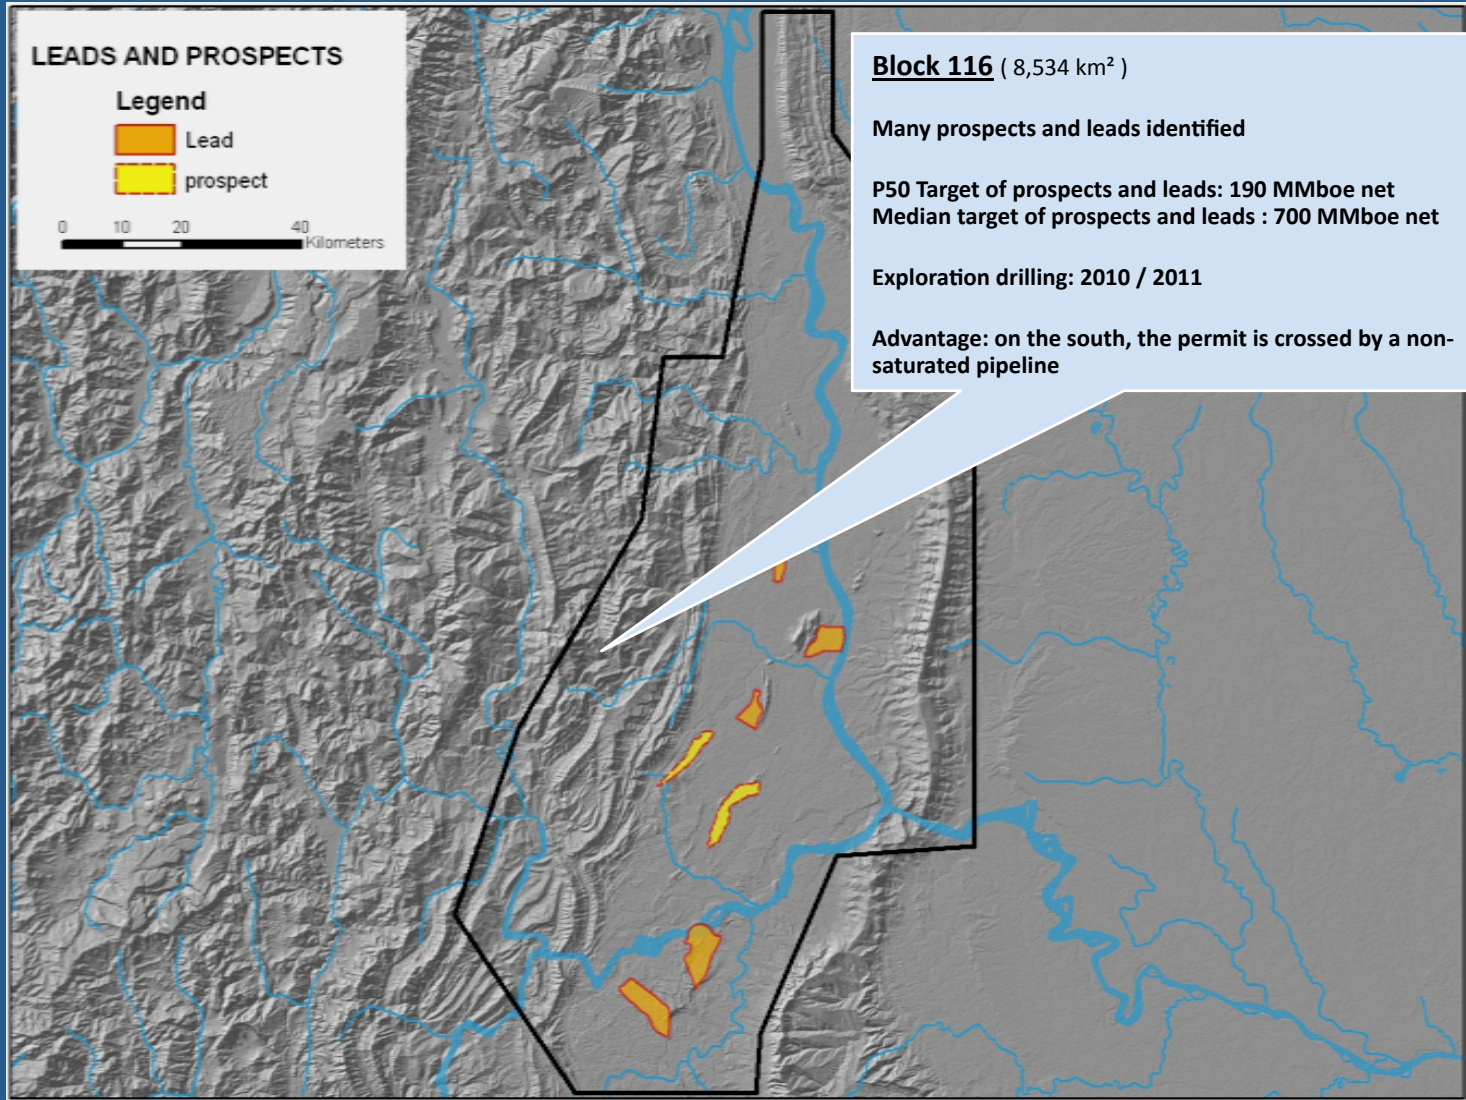 LEADS AND PROSPECTS
Legend
Lead
prospect
0 10 20 40
Kilometers
Block 116 ( 8,534 km² )
Many prospects and leads identified
P50 Target of prospects and leads: 190 MMboe net
Median target of prospects and leads : 700 MMboe net
Exploration drilling: 2010 / 2011
Advantage: on the south, the permit is crossed by a non-
saturated pipeline